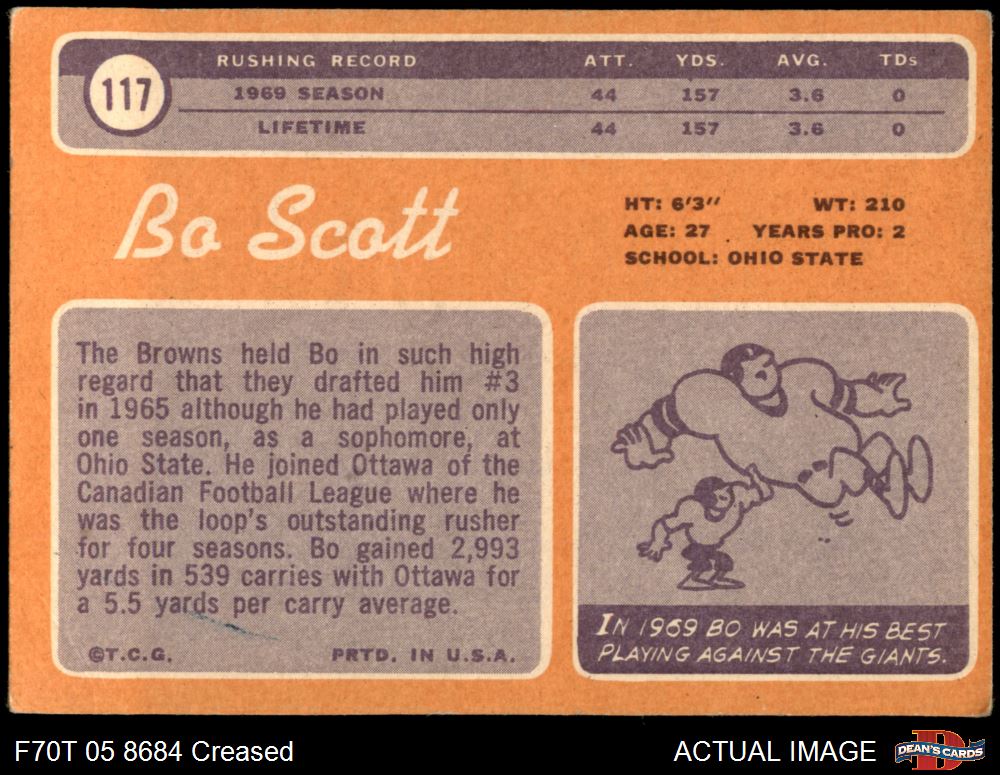 117
RUSHING RECORD ATT. YDS. AVG. TDs
1969 SEASON 44 157 3.6 0
LIFETIME 44 157 3.6 0
Bo Scott
HT: 6'3" WT: 210
AGE: 27 YEARS PRO: 2
SCHOOL: OHIO STATE
The Browns held Bo in such high
regard that they drafted him #3
in 1965 although he had played only
one season, as a sophomore, at
Ohio State. He joined Ottawa of the
Canadian Football League where he
was the loop's outstanding rusher
for four seasons. Bo gained 2,993
yards in 539 carries with Ottawa for
a 5.5 yards per carry average.
©T.C.G. PRTD. IN U.S.A.
IN 1969 BO WAS AT HIS BEST
PLAYING AGAINST THE GIANTS.
F70T 05 8684 Creased
ACTUAL IMAGE
D
DEAN'S CARDS